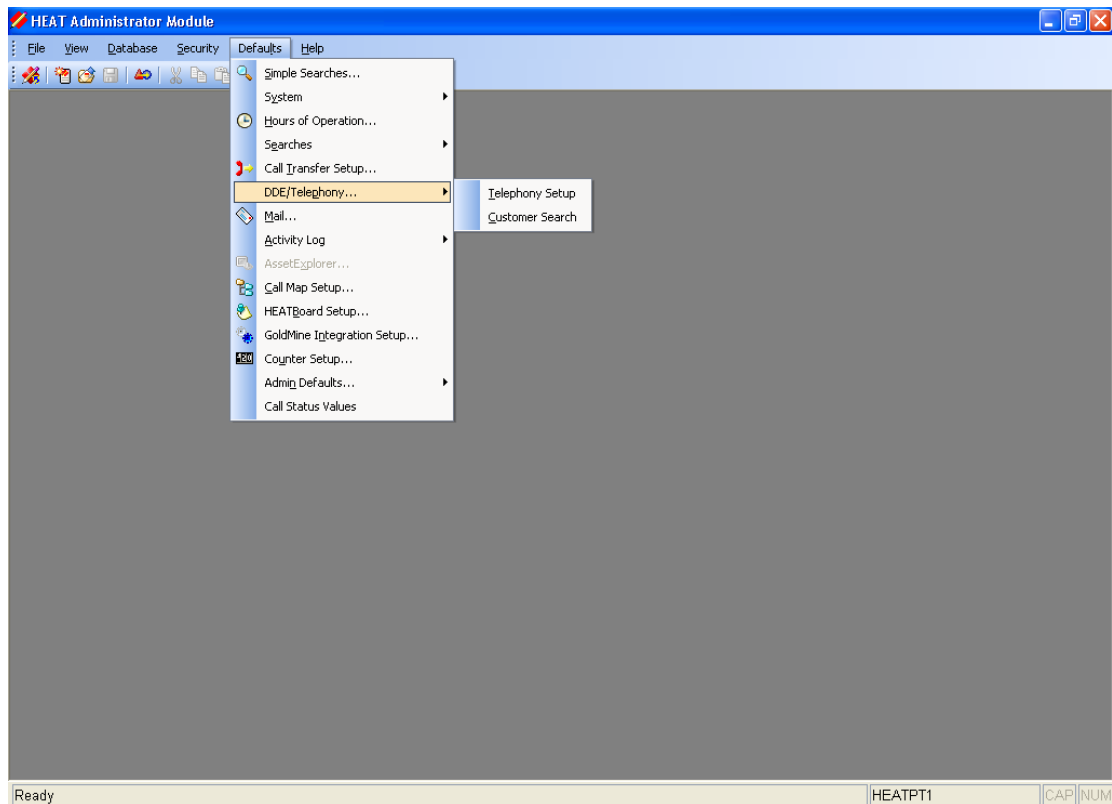 HEAT Administrator Module
File View Database Security Defaults Help
Simple Searches...
System
Hours of Operation...
Searches
Call Transfer Setup...
DDE/Telephony...
Telephony Setup
Customer Search
Mail...
Activity Log
AssetExplorer...
Call Map Setup...
HEATBoard Setup...
GoldMine Integration Setup...
Counter Setup...
Admin Defaults...
Call Status Values
Ready HEATPT1 CAP NUM